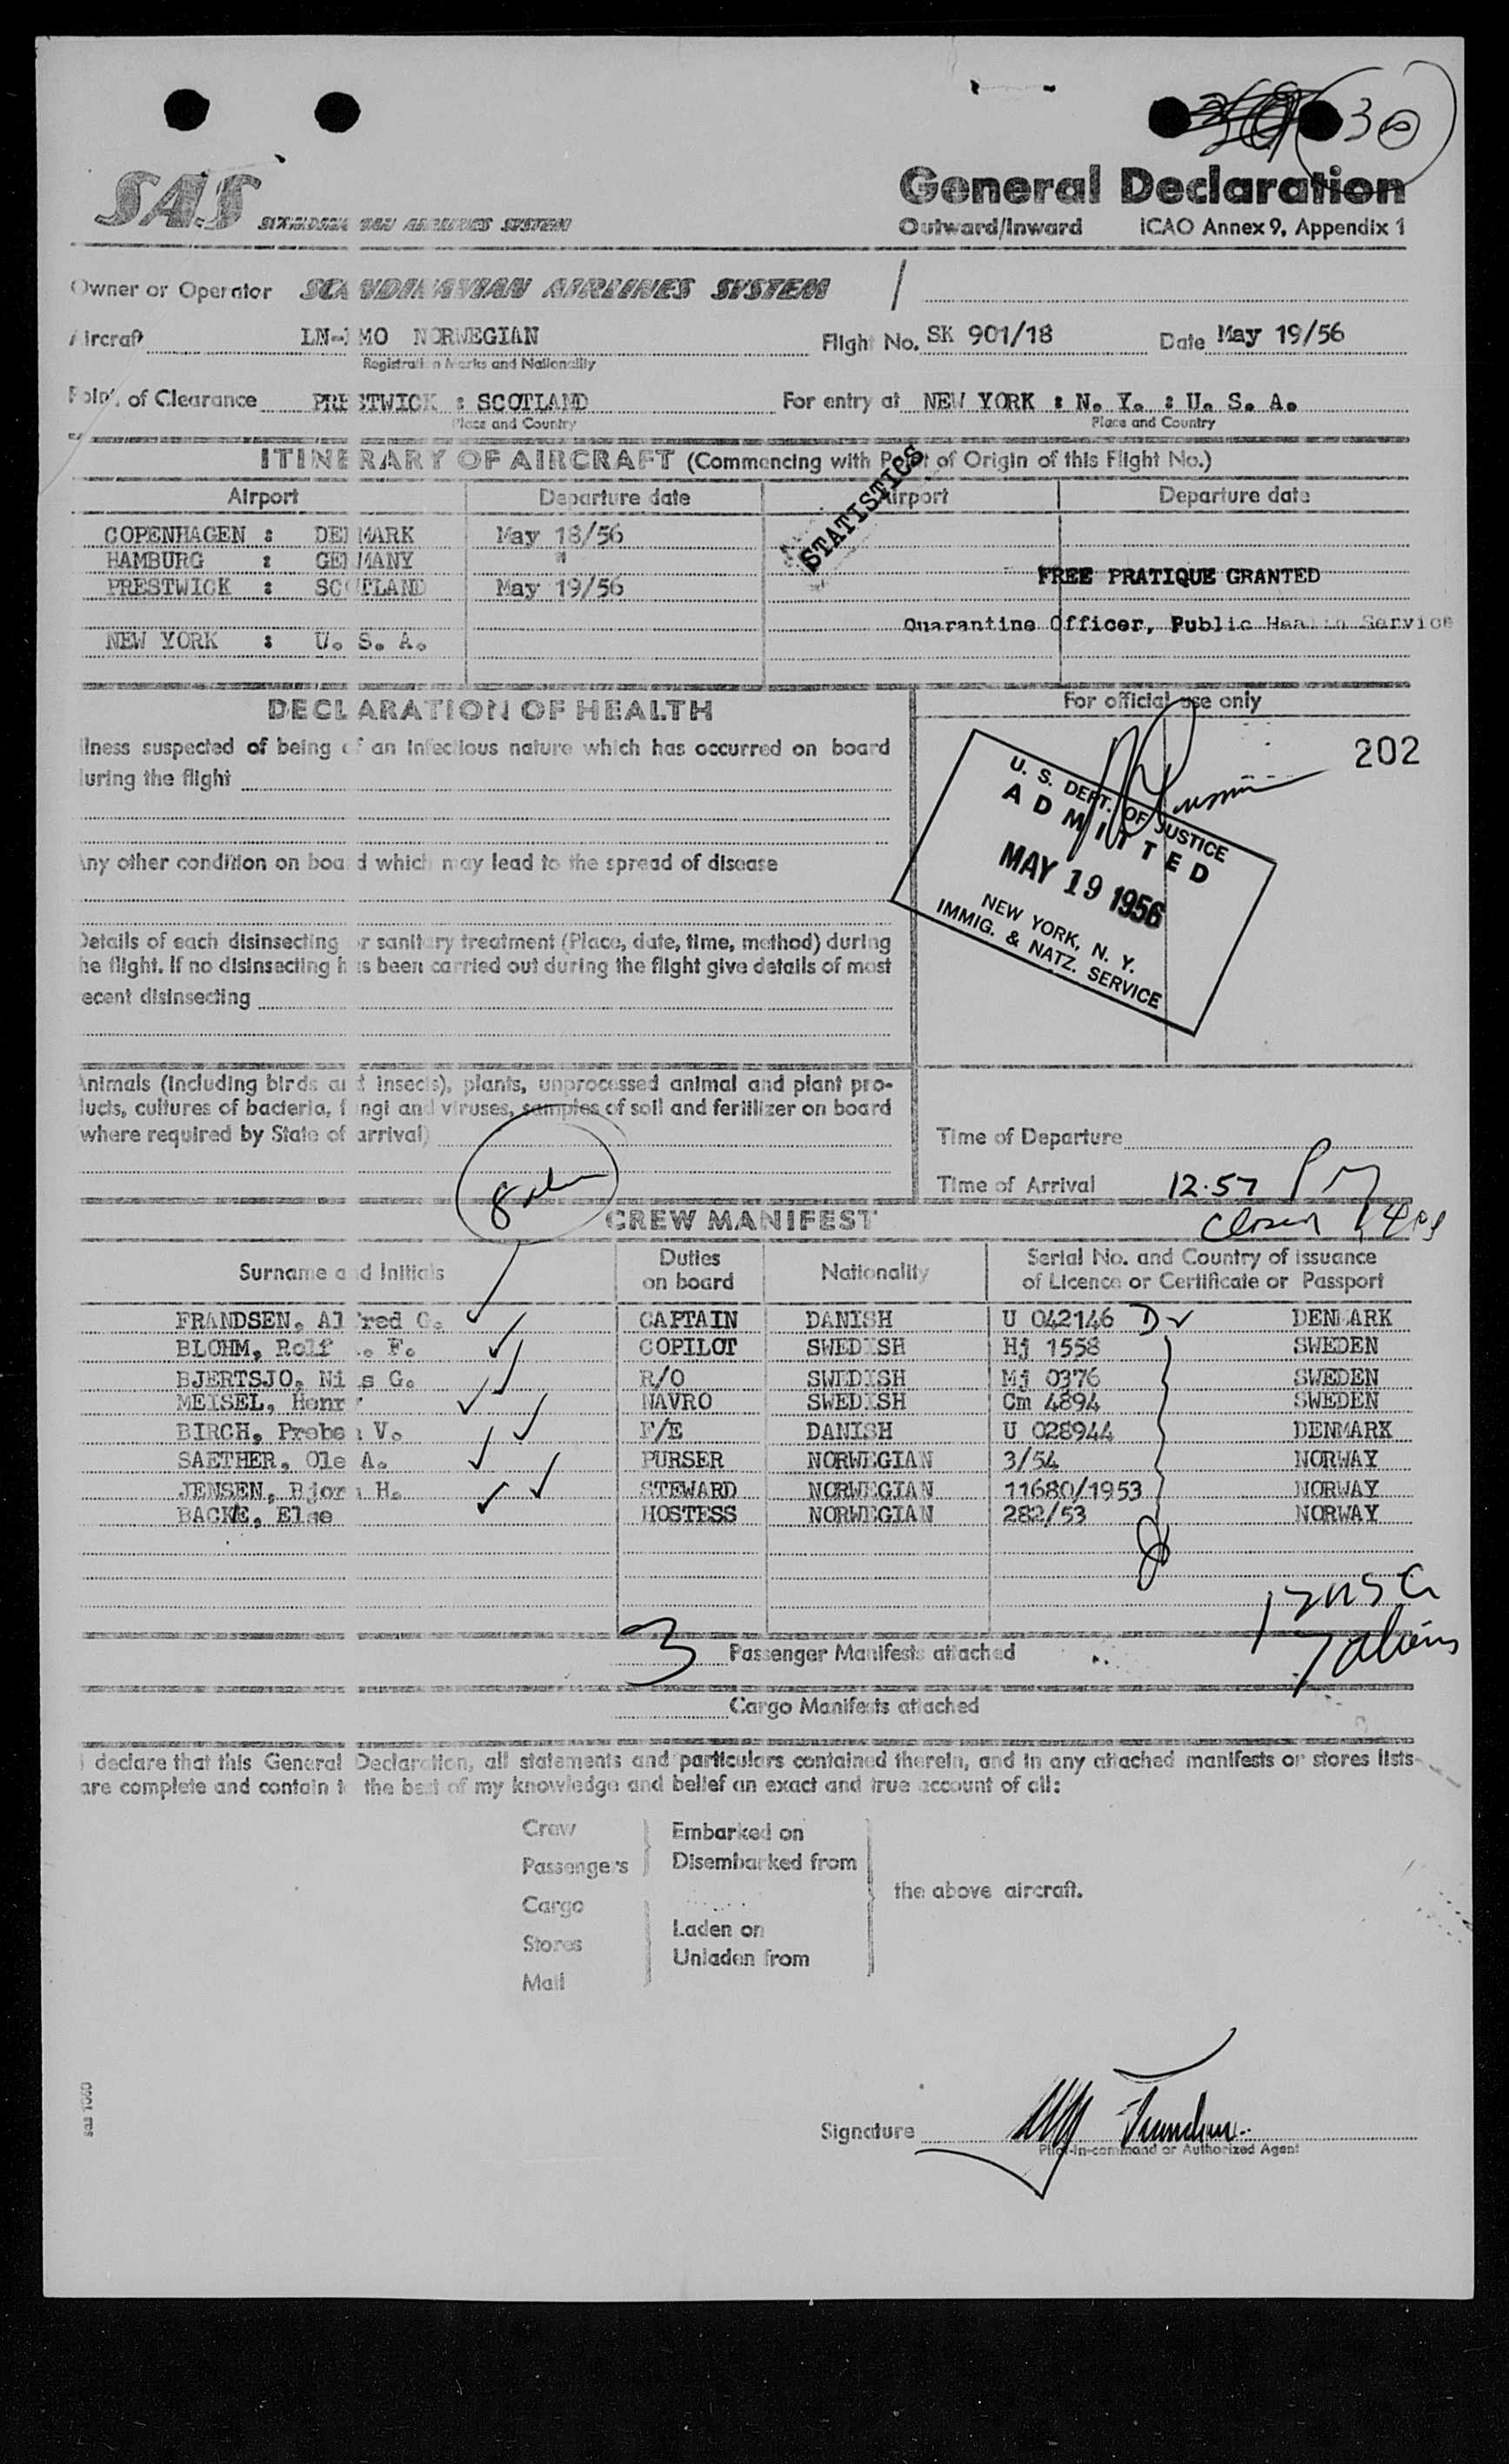 30
SAS SCANDINAVIAN AIRLINES SYSTEM
General Declaration
Outward/Inward ICAO Annex 9, Appendix 1
Owner or Operator SCANDINAVIAN AIRLINES SYSTEM
Aircraft MO NORWEGIAN Flight No. SK 901/18 Date May 19/56
Registration Marks and Nationality
Point of Clearance PRESTWICK : SCOTLAND For entry at NEW YORK : N. Y. : U. S. A.
Place and Country Place and Country
ITINERARY OF AIRCRAFT (Commencing with Point of Origin of this Flight No.)
STATISTICS
Airport Departure date Airport Departure date
COPENHAGEN : DENMARK May 18/56
HAMBURG : GERMANY "
PRESTWICK : SCOTLAND May 19/56
FREE PRATIQUE GRANTED
Quarantine Officer, Public Health Service
NEW YORK : U. S. A.
DECLARATION OF HEALTH
llness suspected of being of an infectious nature which has occurred on board
during the flight
Any other condition on board which may lead to the spread of disease
Details of each disinsecting or sanitary treatment (Place, date, time, method) during
the flight. If no disinsecting has been carried out during the flight give details of most
recent disinsecting
Animals (including birds and insects), plants, unprocessed animal and plant pro-
ducts, cultures of bacteria, fungi and viruses, samples of soil and fertilizer on board
(where required by State of arrival)
For official use only
202
U. S. DEPT. OF JUSTICE
ADMITTED
MAY 19 1956
NEW YORK, N. Y.
IMMIG. & NATZ. SERVICE
Time of Departure
Time of Arrival 12.57 PM
8
CREW MANIFEST
Surname and Initials Duties on board Nationality Serial No. and Country of issuance of Licence or Certificate or Passport
FRANDSEN, Alfred C. CAPTAIN DANISH U 042146 D DENMARK
BLOHM, Rolf . F. COPILOT SWEDISH Hj 1558 SWEDEN
BJERTSJO, Nils G. R/O SWEDISH Mj 0376 SWEDEN
MEISEL, Henr NAVRO SWEDISH Cm 4894 SWEDEN
BIRCH, Preben V. F/E DANISH U 028944 DENMARK
SAETHER, Ole A. PURSER NORWEGIAN 3/54 NORWAY
JENSEN, Bjorn H. STEWARD NORWEGIAN 11680/1953 NORWAY
BACKE, Else HOSTESS NORWEGIAN 282/53 NORWAY
aliens
3 Passenger Manifests attached
Cargo Manifests attached
I declare that this General Declaration, all statements and particulars contained therein, and in any attached manifests or stores lists
are complete and contain to the best of my knowledge and belief an exact and true account of all:
Crew Embarked on
Passengers Disembarked from
the above aircraft.
Cargo
Laden on
Stores
Unladen from
Mail
sas 1060
Signature
Pilot-in-command or Authorized Agent